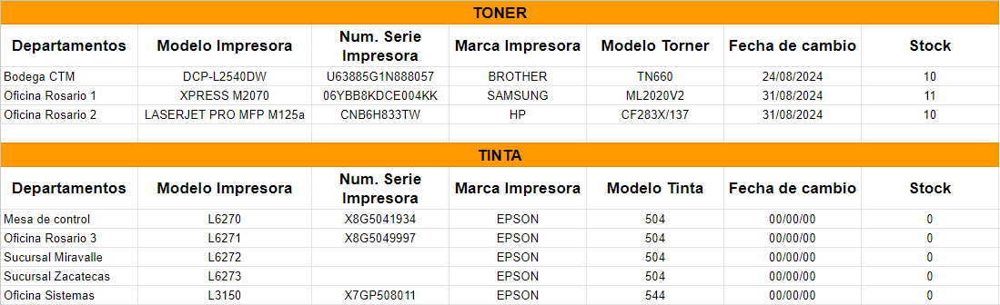 TONER
Departamentos Modelo Impresora Num. Serie Impresora Marca Impresora Modelo Torner Fecha de cambio Stock
Bodega CTM DCP-L2540DW U63885G1N888057 BROTHER TN660 24/08/2024 10
Oficina Rosario 1 XPRESS M2070 06YBB8KDCE004KK SAMSUNG ML2020V2 31/08/2024 11
Oficina Rosario 2 LASERJET PRO MFP M125a CNB6H833TW HP CF283X/137 31/08/2024 10
TINTA
Departamentos Modelo Impresora Num. Serie Impresora Marca Impresora Modelo Tinta Fecha de cambio Stock
Mesa de control L6270 X8G5041934 EPSON 504 00/00/00 0
Oficina Rosario 3 L6271 X8G5049997 EPSON 504 00/00/00 0
Sucursal Miravalle L6272 EPSON 504 00/00/00 0
Sucursal Zacatecas L6273 EPSON 504 00/00/00 0
Oficina Sistemas L3150 X7GP508011 EPSON 544 00/00/00 0